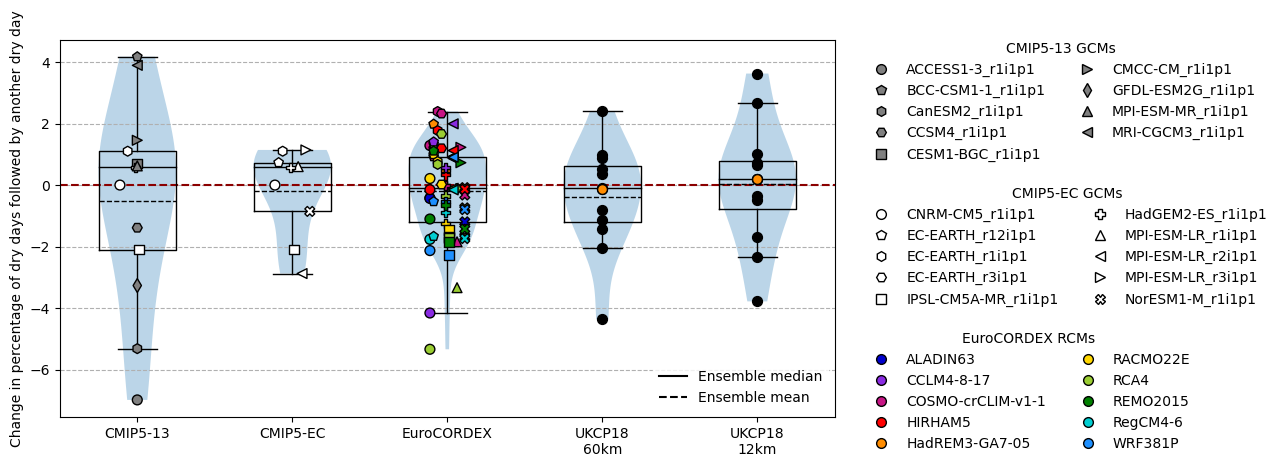 Change in percentage of dry days followed by another dry day
4
2
0
−2
−4
−6
CMIP5-13
CMIP5-EC
EuroCORDEX
UKCP18
60km
UKCP18
12km
Ensemble median
Ensemble mean
CMIP5-13 GCMs
ACCESS1-3_r1i1p1
BCC-CSM1-1_r1i1p1
CanESM2_r1i1p1
CCSM4_r1i1p1
CESM1-BGC_r1i1p1
CMCC-CM_r1i1p1
GFDL-ESM2G_r1i1p1
MPI-ESM-MR_r1i1p1
MRI-CGCM3_r1i1p1
CMIP5-EC GCMs
CNRM-CM5_r1i1p1
EC-EARTH_r12i1p1
EC-EARTH_r1i1p1
EC-EARTH_r3i1p1
IPSL-CM5A-MR_r1i1p1
HadGEM2-ES_r1i1p1
MPI-ESM-LR_r1i1p1
MPI-ESM-LR_r2i1p1
MPI-ESM-LR_r3i1p1
NorESM1-M_r1i1p1
EuroCORDEX RCMs
ALADIN63
CCLM4-8-17
COSMO-crCLIM-v1-1
HIRHAM5
HadREM3-GA7-05
RACMO22E
RCA4
REMO2015
RegCM4-6
WRF381P